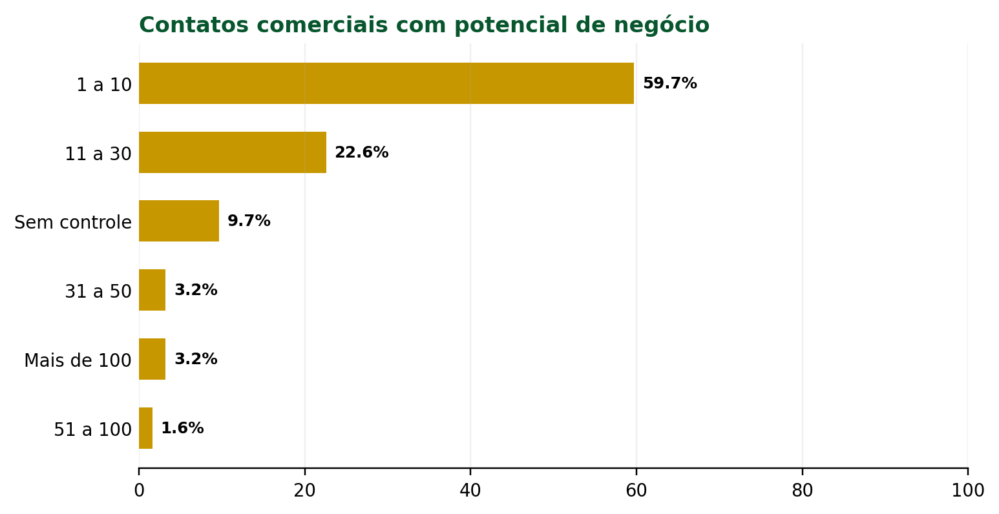 Contatos comerciais com potencial de negócio
1 a 10 59.7%
11 a 30 22.6%
Sem controle 9.7%
31 a 50 3.2%
Mais de 100 3.2%
51 a 100 1.6%
0 20 40 60 80 100